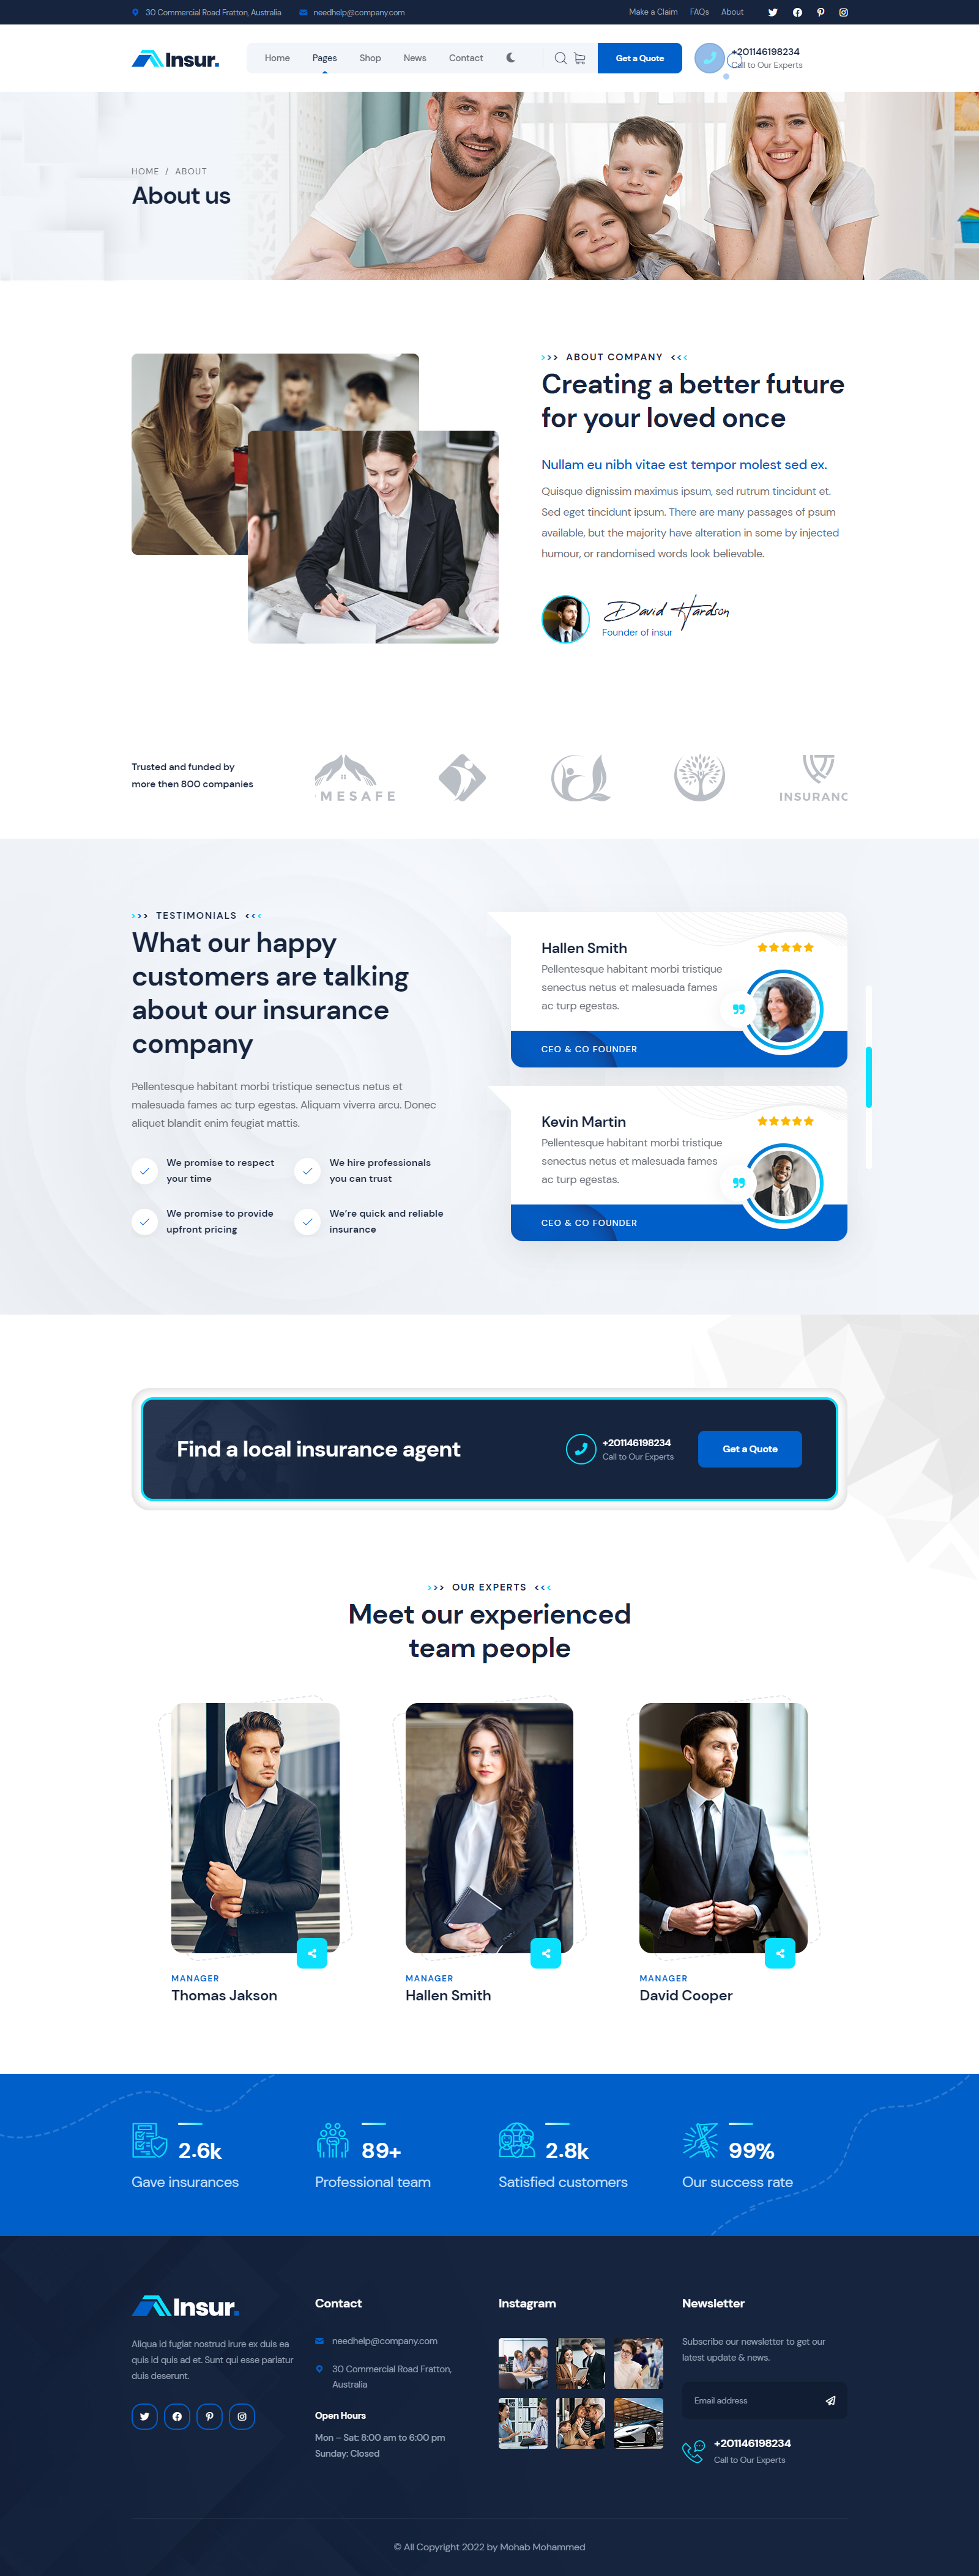 30 Commercial Road Fratton, Australia
needhelp@company.com
Make a Claim
FAQs
About
Insur.
Home
Pages
Shop
News
Contact
Get a Quote
+201146198234
Call to Our Experts
HOME / ABOUT
About us
>>> ABOUT COMPANY <<<
Creating a better future
for your loved once
Nullam eu nibh vitae est tempor molest sed ex.
Quisque dignissim maximus ipsum, sed rutrum tincidunt et.
Sed eget tincidunt ipsum. There are many passages of psum
available, but the majority have alteration in some by injected
humour, or randomised words look believable.
David Hardson
Founder of insur
Trusted and funded by
more then 800 companies
MESAFE
INSURANC
>>> TESTIMONIALS <<<
What our happy
customers are talking
about our insurance
company
Pellentesque habitant morbi tristique senectus netus et
malesuada fames ac turp egestas. Aliquam viverra arcu. Donec
aliquet blandit enim feugiat mattis.
We promise to respect
your time
We hire professionals
you can trust
We promise to provide
upfront pricing
We're quick and reliable
insurance
Hallen Smith
Pellentesque habitant morbi tristique
senectus netus et malesuada fames
ac turp egestas.
CEO & CO FOUNDER
Kevin Martin
Pellentesque habitant morbi tristique
senectus netus et malesuada fames
ac turp egestas.
CEO & CO FOUNDER
Find a local insurance agent
+201146198234
Call to Our Experts
Get a Quote
>>> OUR EXPERTS <<<
Meet our experienced
team people
MANAGER
Thomas Jakson
MANAGER
Hallen Smith
MANAGER
David Cooper
2.6k
Gave insurances
89+
Professional team
2.8k
Satisfied customers
99%
Our success rate
Insur.
Aliqua id fugiat nostrud irure ex duis ea
quis id quis ad et. Sunt qui esse pariatur
duis deserunt.
Contact
needhelp@company.com
30 Commercial Road Fratton,
Australia
Open Hours
Mon – Sat: 8:00 am to 6:00 pm
Sunday: Closed
Instagram
Newsletter
Subscribe our newsletter to get our
latest update & news.
Email address
+201146198234
Call to Our Experts
© All Copyright 2022 by Mohab Mohammed